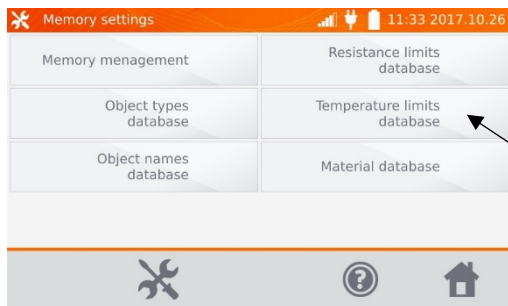 Memory settings
11:33 2017.10.26
Memory menagement
Resistance limits
database
Object types
database
Temperature limits
database
Object names
database
Material database
?